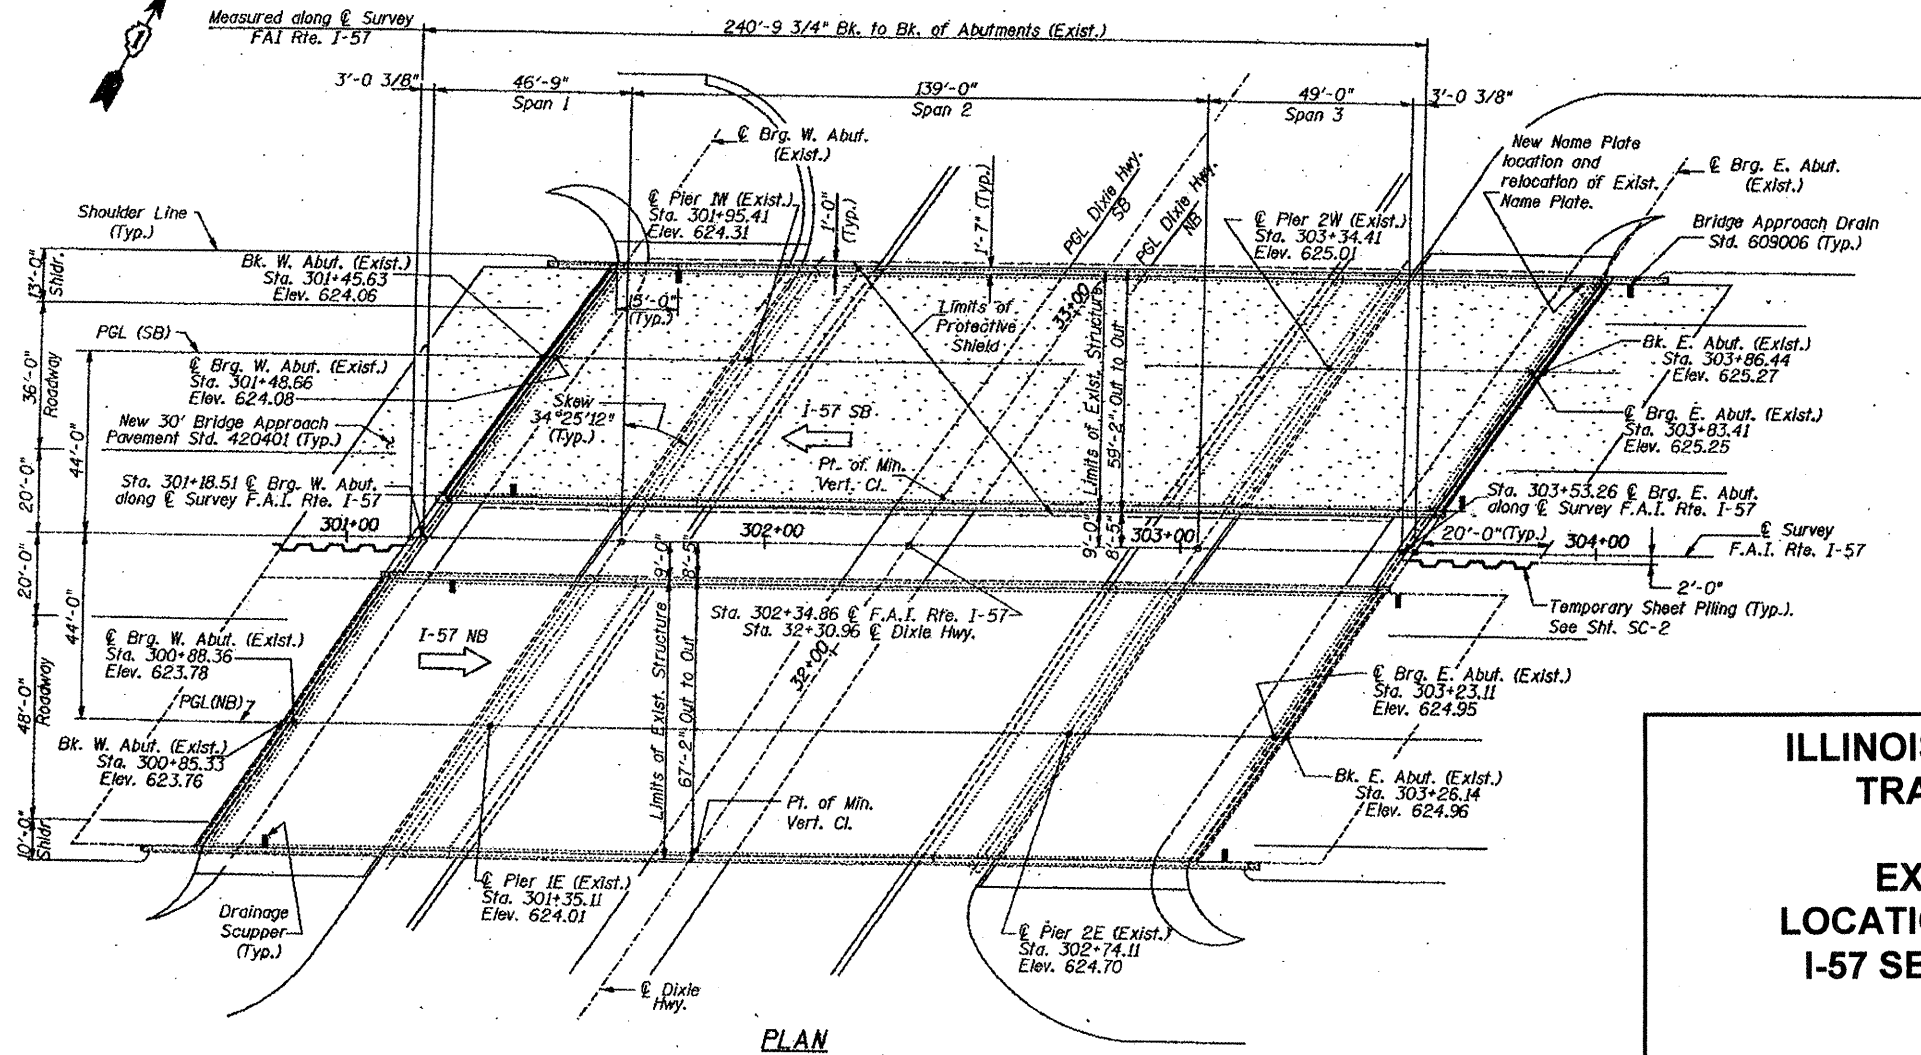 Measured along ℄ Survey
FAI Rte. I-57
240'-9 3/4" Bk. to Bk. of Abutments (Exist.)
3'-0 3/8"
46'-9"
Span 1
139'-0"
Span 2
49'-0"
Span 3
3'-0 3/8"
℄ Brg. W. Abut.
(Exist.)
New Name Plate
location and
relocation of Exist.
Name Plate.
℄ Brg. E. Abut.
(Exist.)
Shoulder Line
(Typ.)
℄ Pier 1W (Exist.)
Sta. 301+95.41
Elev. 624.31
1'-0"
(Typ.)
1'-7" (Typ.)
PGL Dixie Hwy.
SB
PGL Dixie Hwy.
NB
℄ Pier 2W (Exist.)
Sta. 303+34.41
Elev. 625.01
Bridge Approach Drain
Std. 609006 (Typ.)
13'-0"
Shldr.
Bk. W. Abut. (Exist.)
Sta. 301+45.63
Elev. 624.06
15'-0"
(Typ.)
Limits of
Protective
Shield
33+00
Limits of Exist. Structure
59'-2" Out to Out
PGL (SB)
36'-0"
Roadway
℄ Brg. W. Abut. (Exist.)
Sta. 301+48.66
Elev. 624.08
Bk. E. Abut. (Exist.)
Sta. 303+86.44
Elev. 625.27
Skew
34°25'12"
(Typ.)
I-57 SB
℄ Brg. E. Abut. (Exist.)
Sta. 303+83.41
Elev. 625.25
New 30' Bridge Approach
Pavement Std. 420401 (Typ.)
44'-0"
20'-0"
Pt. of Min.
Vert. Cl.
Sta. 301+18.51 ℄ Brg. W. Abut.
along ℄ Survey F.A.I. Rte. I-57
Sta. 303+53.26 ℄ Brg. E. Abut.
along ℄ Survey F.A.I. Rte. I-57
301+00
302+00
9'-0"
8'-5"
303+00
20'-0"(Typ.)
304+00
℄ Survey
F.A.I. Rte. I-57
2'-0"
20'-0"
44'-0"
9'-0"
8'-5"
Temporary Sheet Piling (Typ.).
See Sht. SC-2
Sta. 302+34.86 ℄ F.A.I. Rte. I-57
Sta. 32+30.96 ℄ Dixie Hwy.
I-57 NB
32+00
℄ Brg. W. Abut. (Exist.)
Sta. 300+88.36
Elev. 623.78
Limits of Exist. Structure
67'-2" Out to Out
℄ Brg. E. Abut. (Exist.)
Sta. 303+23.11
Elev. 624.95
48'-0"
Roadway
PGL(NB)
Bk. W. Abut. (Exist.)
Sta. 300+85.33
Elev. 623.76
Bk. E. Abut. (Exist.)
Sta. 303+26.14
Elev. 624.96
Pt. of Min.
Vert. Cl.
10'-0"
Shldr.
℄ Pier 1E (Exist.)
Sta. 301+35.11
Elev. 624.01
Drainage
Scupper
(Typ.)
℄ Pier 2E (Exist.)
Sta. 302+74.11
Elev. 624.70
℄ Dixie
Hwy.
PLAN
ILLINOIS
TRA
EX
LOCATI
I-57 SE